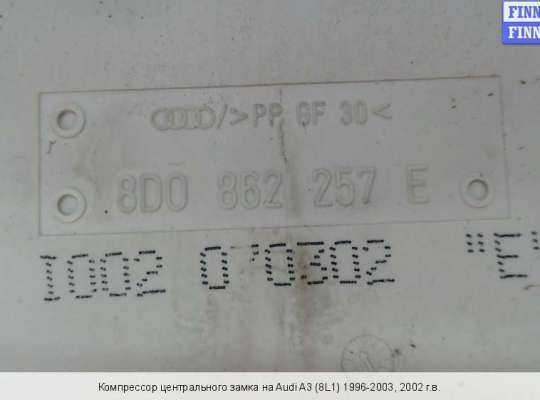 FINN
FINN
/>PP GF 30<
8D0 862 257 E
1002 070302 "E"
Компрессор центрального замка на Audi A3 (8L1) 1996-2003, 2002 г.в.